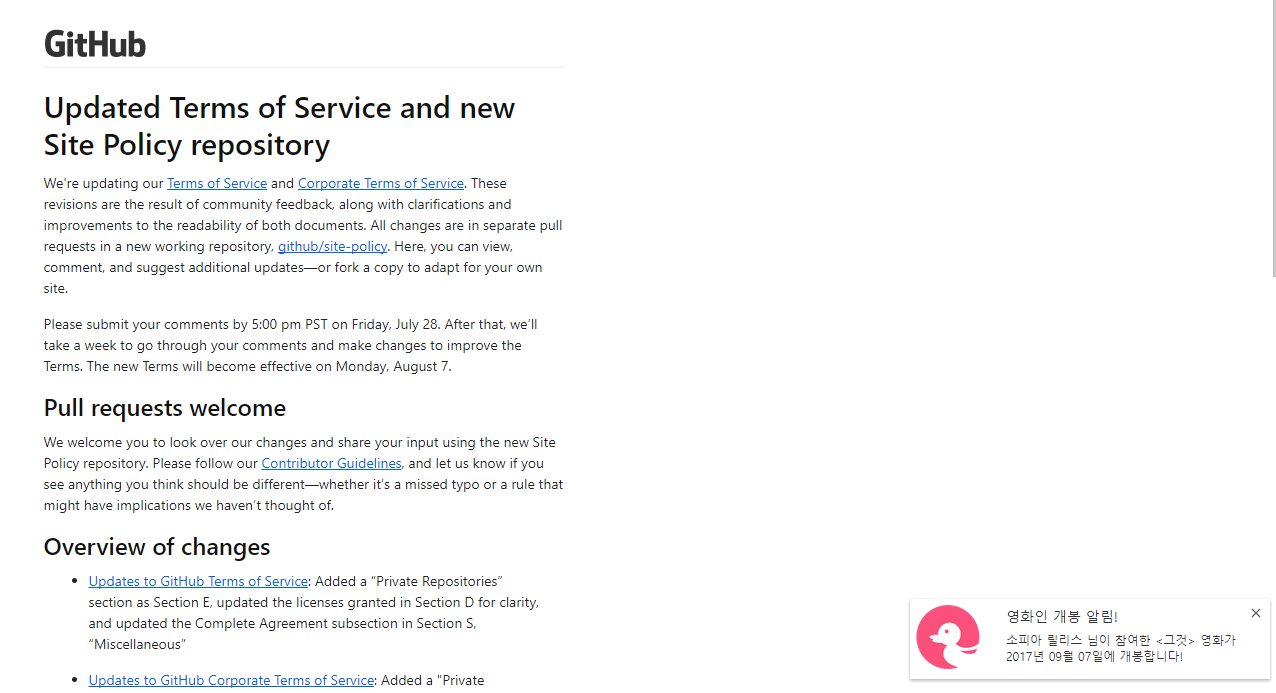 GitHub
Updated Terms of Service and new
Site Policy repository
We're updating our Terms of Service and Corporate Terms of Service. These
revisions are the result of community feedback, along with clarifications and
improvements to the readability of both documents. All changes are in separate pull
requests in a new working repository, github/site-policy. Here, you can view,
comment, and suggest additional updates—or fork a copy to adapt for your own
site.
Please submit your comments by 5:00 pm PST on Friday, July 28. After that, we’ll
take a week to go through your comments and make changes to improve the
Terms. The new Terms will become effective on Monday, August 7.
Pull requests welcome
We welcome you to look over our changes and share your input using the new Site
Policy repository. Please follow our Contributor Guidelines, and let us know if you
see anything you think should be different—whether it’s a missed typo or a rule that
might have implications we haven’t thought of.
Overview of changes
• Updates to GitHub Terms of Service: Added a “Private Repositories”
section as Section E, updated the licenses granted in Section D for clarity,
and updated the Complete Agreement subsection in Section S,
“Miscellaneous”
• Updates to GitHub Corporate Terms of Service: Added a "Private
영화인 개봉 알림!
소피아 릴리스 님이 참여한 <그것> 영화가
2017년 09월 07일에 개봉합니다!